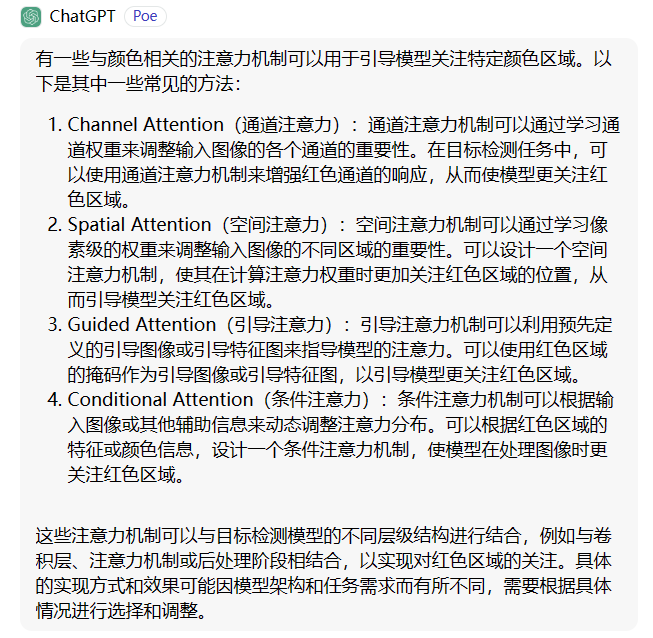 ChatGPT Poe
有一些与颜色相关的注意力机制可以用于引导模型关注特定颜色区域。以
下是其中一些常见的方法：
1. Channel Attention（通道注意力）：通道注意力机制可以通过学习通
道权重来调整输入图像的各个通道的重要性。在目标检测任务中，可
以使用通道注意力机制来增强红色通道的响应，从而使模型更关注红
色区域。
2. Spatial Attention（空间注意力）：空间注意力机制可以通过学习像
素级的权重来调整输入图像的不同区域的重要性。可以设计一个空间
注意力机制，使其在计算注意力权重时更加关注红色区域的位置，从
而引导模型关注红色区域。
3. Guided Attention（引导注意力）：引导注意力机制可以利用预先定
义的引导图像或引导特征图来指导模型的注意力。可以使用红色区域
的掩码作为引导图像或引导特征图，以引导模型更关注红色区域。
4. Conditional Attention（条件注意力）：条件注意力机制可以根据输
入图像或其他辅助信息来动态调整注意力分布。可以根据红色区域的
特征或颜色信息，设计一个条件注意力机制，使模型在处理图像时更
关注红色区域。
这些注意力机制可以与目标检测模型的不同层级结构进行结合，例如与卷
积层、注意力机制或后处理阶段相结合，以实现对红色区域的关注。具体
的实现方式和效果可能因模型架构和任务需求而有所不同，需要根据具体
情况进行选择和调整。